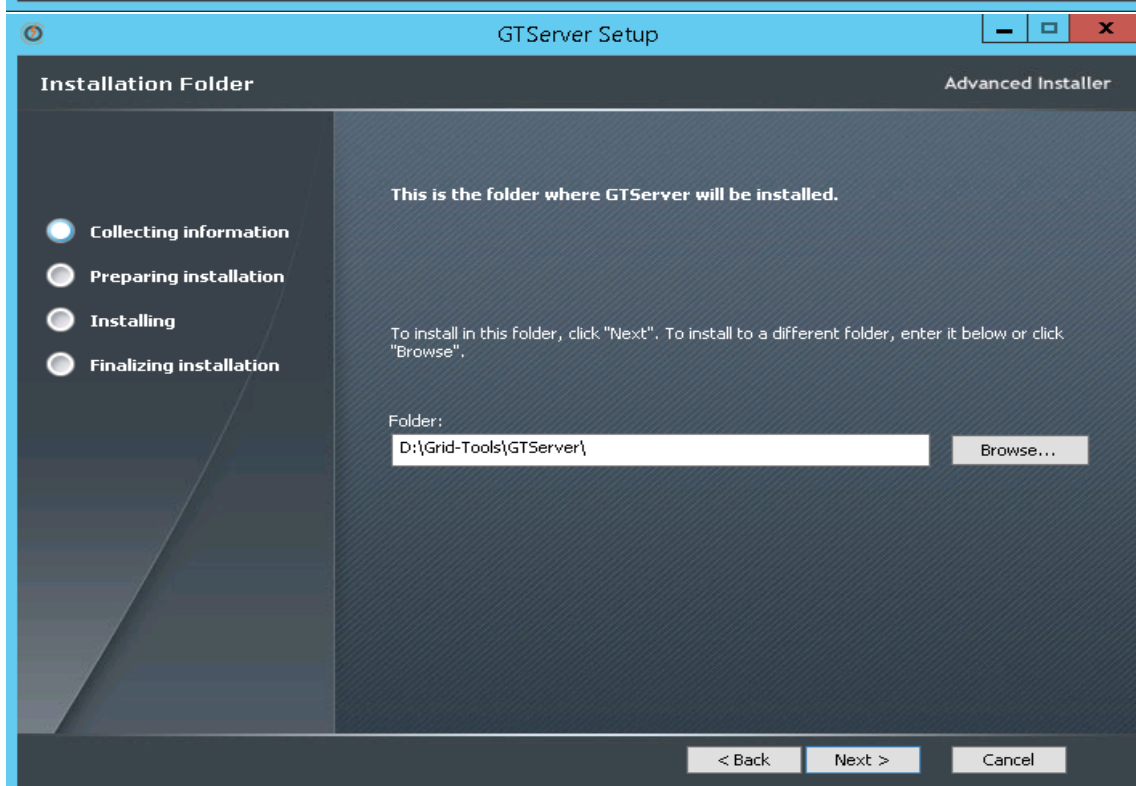 GTServer Setup
Installation Folder
Advanced Installer
This is the folder where GTServer will be installed.
Collecting information
Preparing installation
Installing
Finalizing installation
To install in this folder, click "Next". To install to a different folder, enter it below or click
"Browse".
Folder:
D:\Grid-Tools\GTServer\
Browse...
< Back
Next >
Cancel